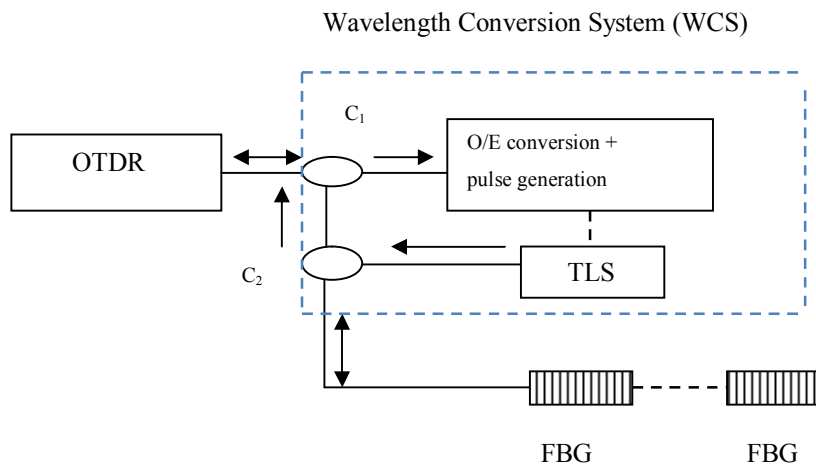 Wavelength Conversion System (WCS)
C₁
OTDR
O/E conversion +
pulse generation
C₂
TLS
FBG
FBG